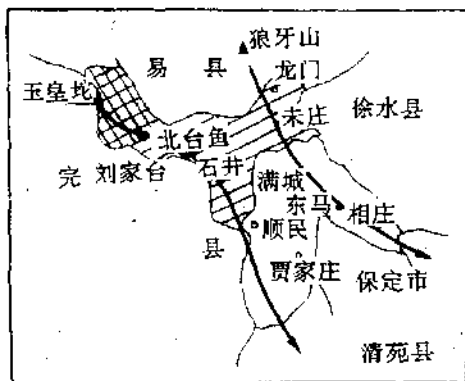 狼牙山
易县
龙门
玉皇坨
未庄
徐水县
北台鱼
完
刘家台
石井
满城
东马
相庄
县
顺民
贾家庄
保定市
清苑县